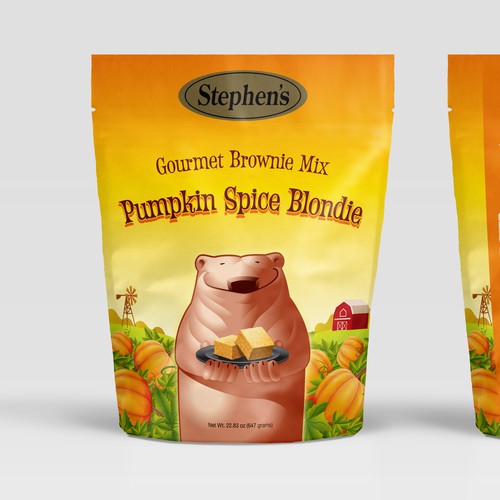 Stephen's
Gourmet Brownie Mix
Pumpkin Spice Blondie
Net Wt. 22.83 oz (647 grams)